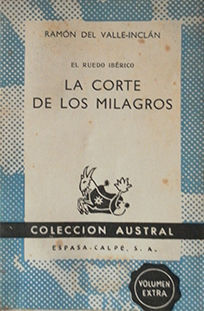 RAMÓN DEL VALLE-INCLÁN
EL RUEDO IBÉRICO
LA CORTE
DE LOS MILAGROS
COLECCION AUSTRAL
ESPASA-CALPE, S. A.
VOLUMEN
EXTRA